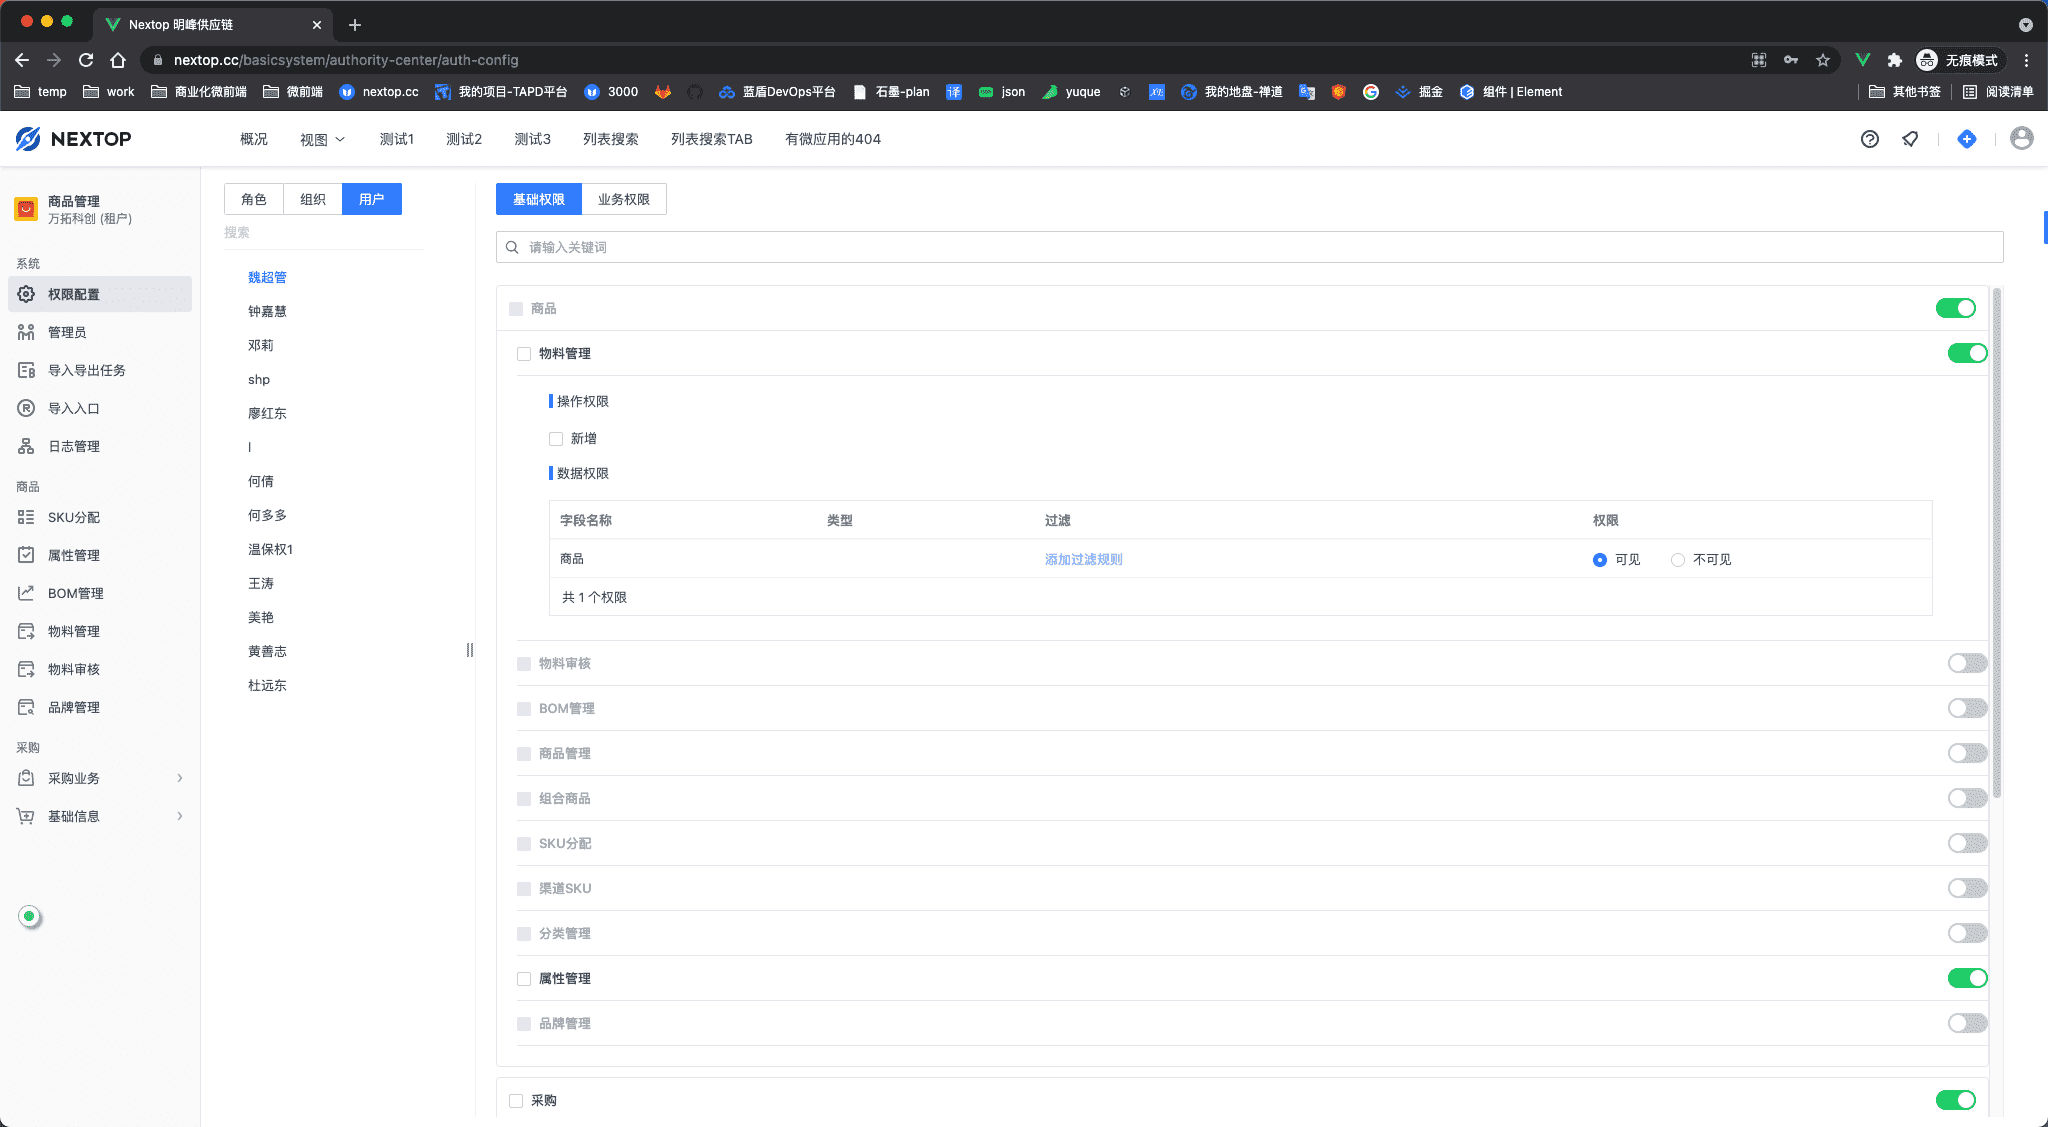 Nextop 明峰供应链
nextop.cc/basicsystem/authority-center/auth-config
无痕模式
temp work 商业化微前端 微前端 nextop.cc 我的项目-TAPD平台 3000 蓝盾DevOps平台 石墨-plan 译 json yuque 我的地盘-禅道 掘金 组件 | Element 其他书签 阅读清单
NEXTOP 概况 视图 测试1 测试2 测试3 列表搜索 列表搜索TAB 有微应用的404
商品管理
万拓科创 (租户)
系统
权限配置
管理员
导入导出任务
导入入口
日志管理
商品
SKU分配
属性管理
BOM管理
物料管理
物料审核
品牌管理
采购
采购业务
基础信息
角色 组织 用户
搜索
魏超管
钟嘉慧
邓莉
shp
廖红东
l
何倩
何多多
温保权1
王涛
美艳
黄善志
杜远东
基础权限 业务权限
请输入关键词
商品
物料管理
操作权限
新增
数据权限
字段名称 类型 过滤 权限
商品 添加过滤规则 可见 不可见
共 1 个权限
物料审核
BOM管理
商品管理
组合商品
SKU分配
渠道SKU
分类管理
属性管理
品牌管理
采购